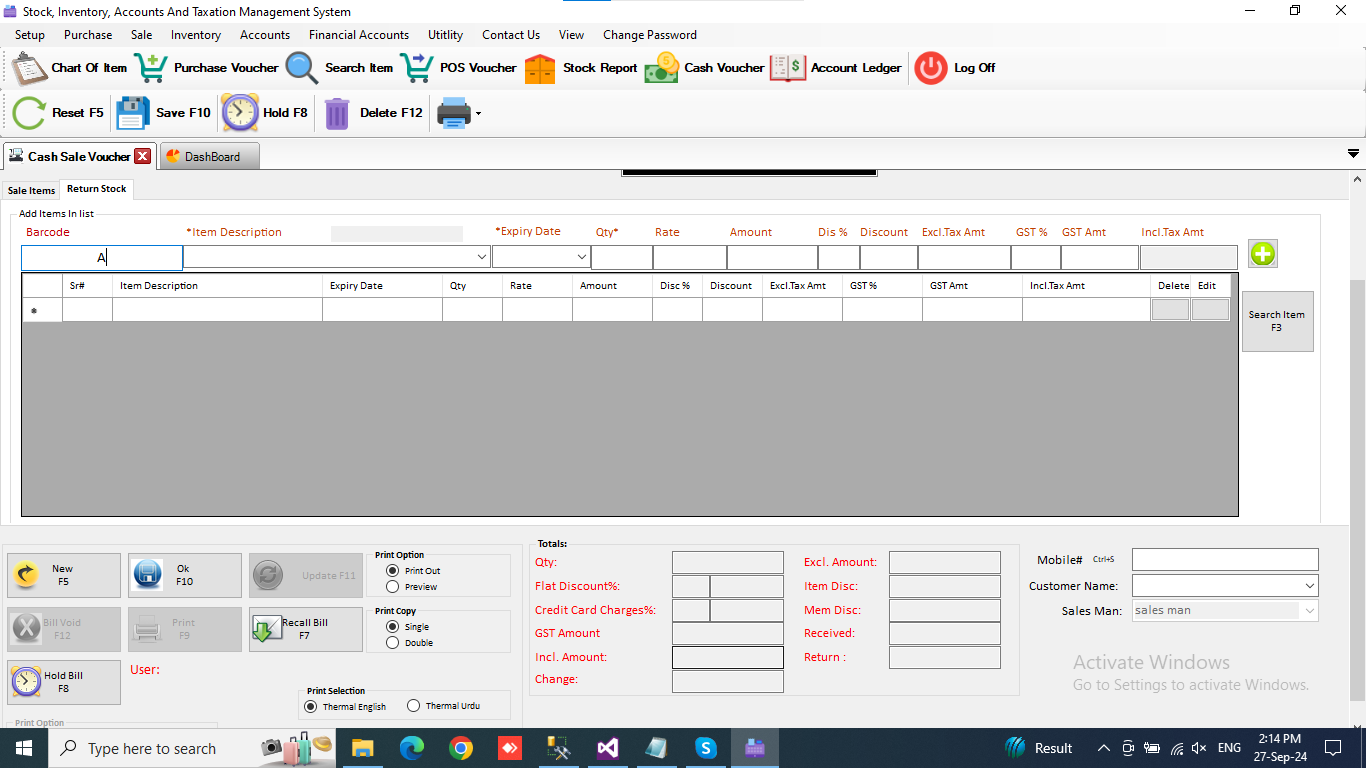 Stock, Inventory, Accounts And Taxation Management System
Setup Purchase Sale Inventory Accounts Financial Accounts Uitility Contact Us View Change Password
Chart Of Item Purchase Voucher Search Item POS Voucher Stock Report Cash Voucher Account Ledger Log Off
Reset F5 Save F10 Hold F8 Delete F12
Cash Sale Voucher DashBoard
Sale Items Return Stock
Add Items In list
Barcode *Item Description *Expiry Date Qty* Rate Amount Dis % Discount Excl.Tax Amt GST % GST Amt Incl.Tax Amt
A
Sr# Item Description Expiry Date Qty Rate Amount Disc % Discount Excl.Tax Amt GST % GST Amt Incl.Tax Amt Delete Edit
Search Item
F3
New
F5
Ok
F10
Update F11
Bill Void
F12
Print
F9
Recall Bill
F7
Hold Bill
F8
User:
Print Option
Print Out
Preview
Print Copy
Single
Double
Print Selection
Thermal English Thermal Urdu
Print Option
Totals:
Qty: Excl. Amount:
Flat Discount%: Item Disc:
Credit Card Charges%: Mem Disc:
GST Amount Received:
Incl. Amount: Return :
Change:
Mobile# Ctrl+S
Customer Name:
Sales Man: sales man
Activate Windows
Go to Settings to activate Windows.
Type here to search
Result
ENG
2:14 PM
27-Sep-24